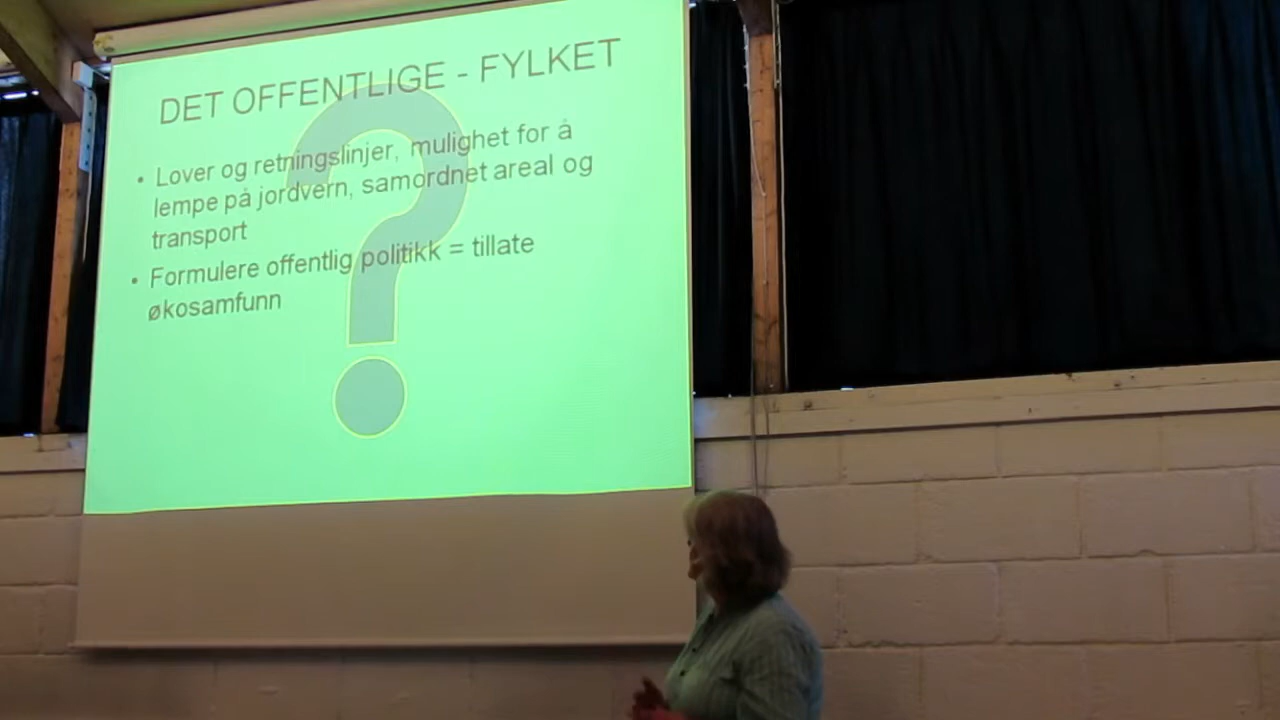 DET OFFENTLIGE - FYLKET
• Lover og retningslinjer, mulighet for å
lempe på jordvern, samordnet areal og
transport
• Formulere offentlig politikk = tillate
økosamfunn